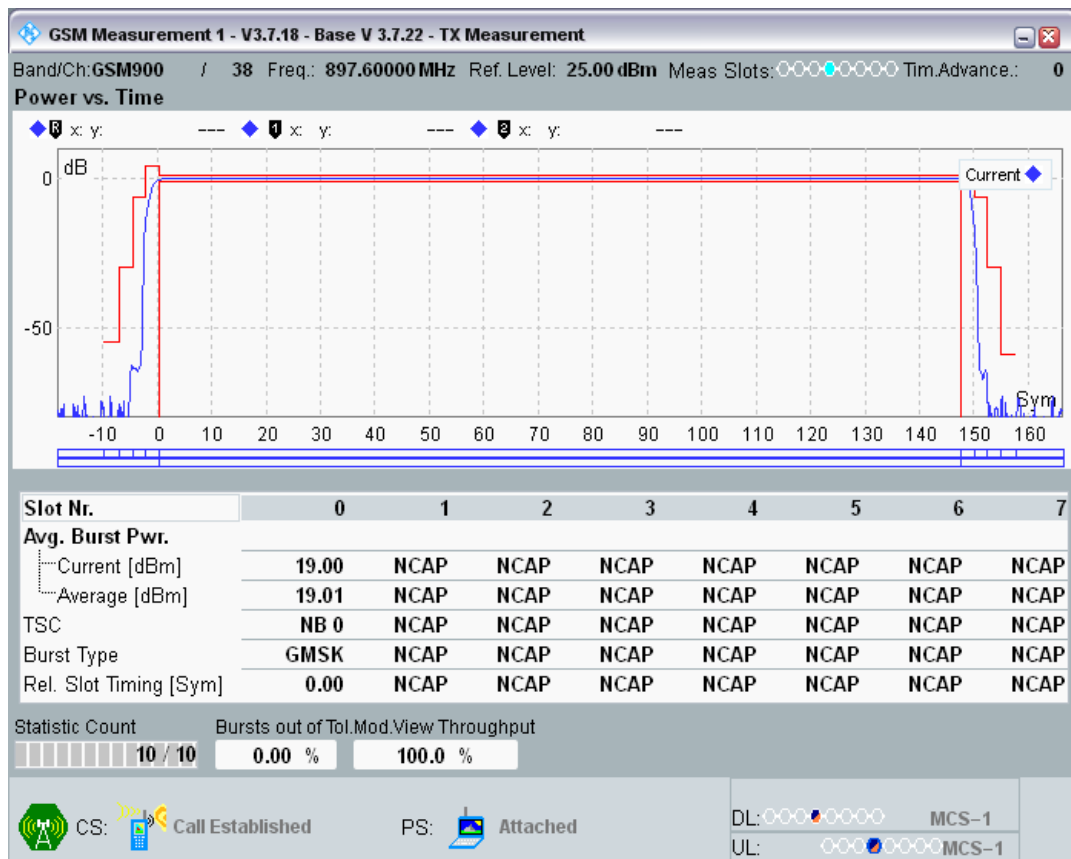 GSM Measurement 1 - V3.7.18 - Base V 3.7.22 - TX Measurement
Band/Ch:GSM900 / 38 Freq.: 897.60000 MHz Ref. Level: 25.00 dBm Meas Slots: Tim.Advance.: 0
Power vs. Time
R x: y: --- 1 x: y: --- 2 x: y: ---
dB
0
Current
-50
Sym
-10 0 10 20 30 40 50 60 70 80 90 100 110 120 130 140 150 160
Slot Nr. 0 1 2 3 4 5 6 7
Avg. Burst Pwr.
Current [dBm] 19.00 NCAP NCAP NCAP NCAP NCAP NCAP NCAP
Average [dBm] 19.01 NCAP NCAP NCAP NCAP NCAP NCAP NCAP
TSC NB 0 NCAP NCAP NCAP NCAP NCAP NCAP NCAP
Burst Type GMSK NCAP NCAP NCAP NCAP NCAP NCAP NCAP
Rel. Slot Timing [Sym] 0.00 NCAP NCAP NCAP NCAP NCAP NCAP NCAP
Statistic Count Bursts out of Tol.Mod.View Throughput
10 / 10 0.00 % 100.0 %
CS: Call Established PS: Attached DL: MCS-1
UL: MCS-1